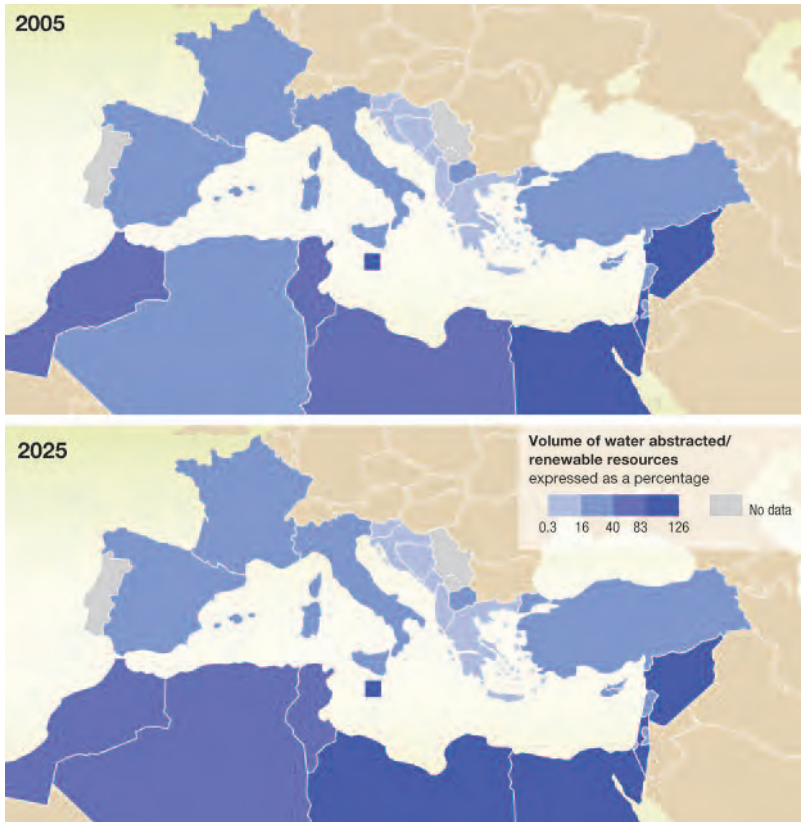 2005
2025
Volume of water abstracted/
renewable resources
expressed as a percentage
0.3 16 40 83 126
No data